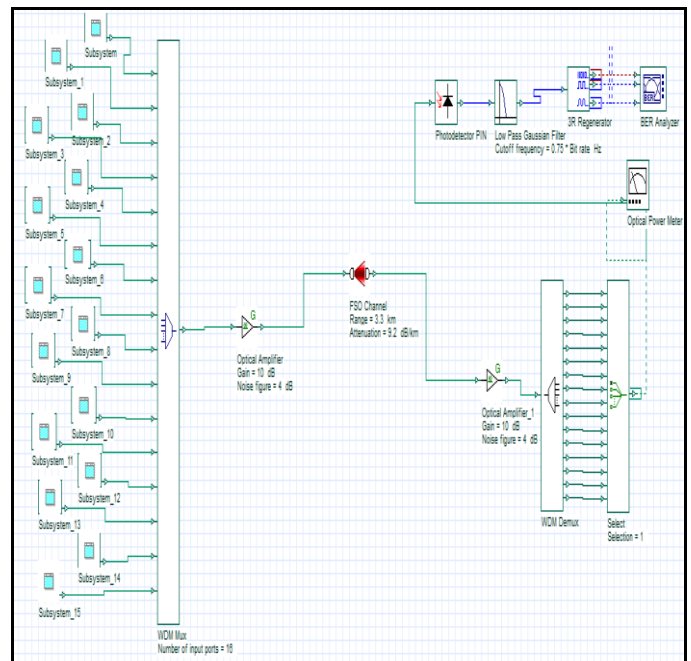 Subsystem
Subsystem_1
Subsystem_2
Subsystem_3
Subsystem_4
Subsystem_5
Subsystem_6
Subsystem_7
Subsystem_8
Subsystem_9
Subsystem_10
Subsystem_11
Subsystem_12
Subsystem_13
Subsystem_14
Subsystem_15
WDM Mux
Number of input ports = 16
G
Optical Amplifier
Gain = 10 dB
Noise figure = 4 dB
FSO Channel
Range = 3.3 km
Attenuation = 9.2 dB/km
G
Optical Amplifier_1
Gain = 10 dB
Noise figure = 4 dB
WDM Demux
Select
Selection = 1
Optical Power Meter
Photodetector PIN
Low Pass Gaussian Filter
Cutoff frequency = 0.75 * Bit rate Hz
3R Regenerator
BER
BER Analyzer